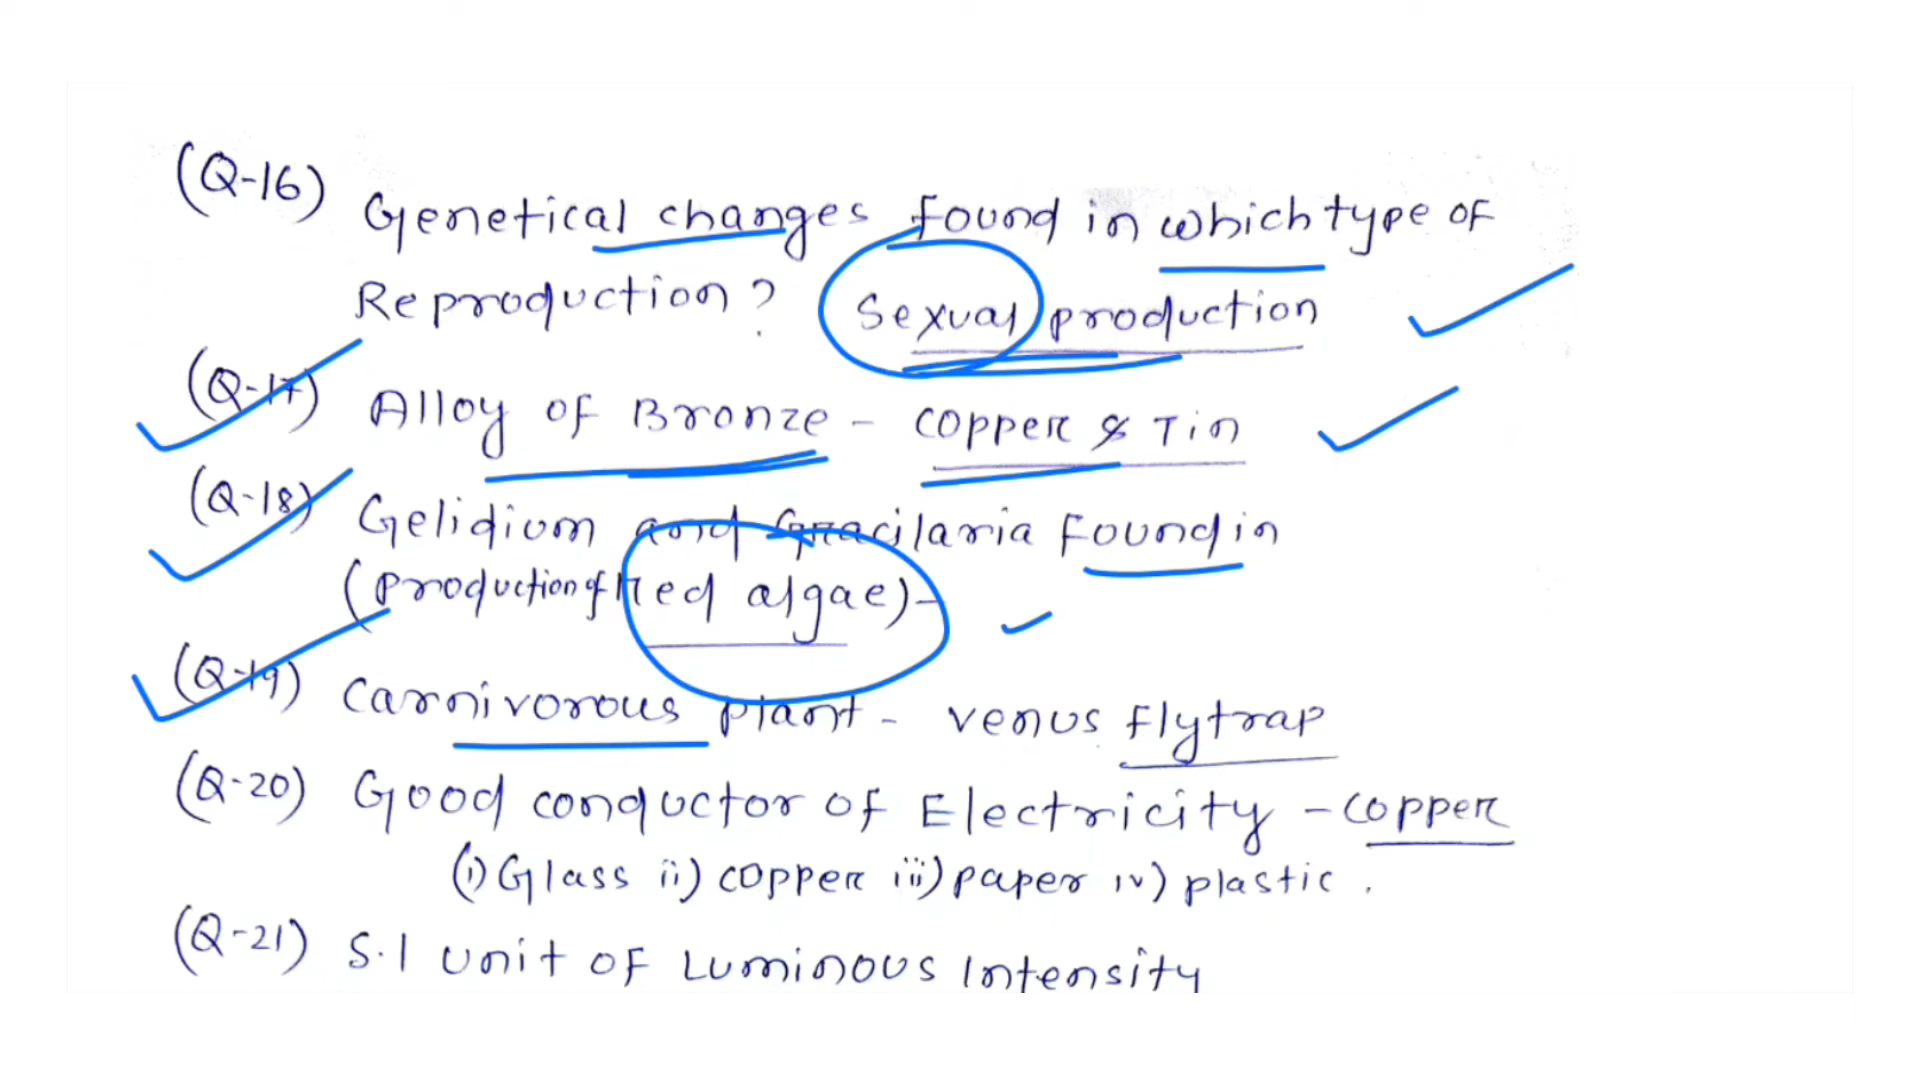 (Q-16) Genetical changes found in which type of
Reproduction? Sexual production
(Q-17) Alloy of Bronze - copper & Tin
(Q-18) Gelidium and Gracilaria found in
(production of red algae)-
(Q-19) Carnivorous plant - venus flytrap
(Q-20) Good conductor of Electricity - copper
(i) Glass ii) copper iii) paper iv) plastic.
(Q-21) S.I unit of Luminous Intensity